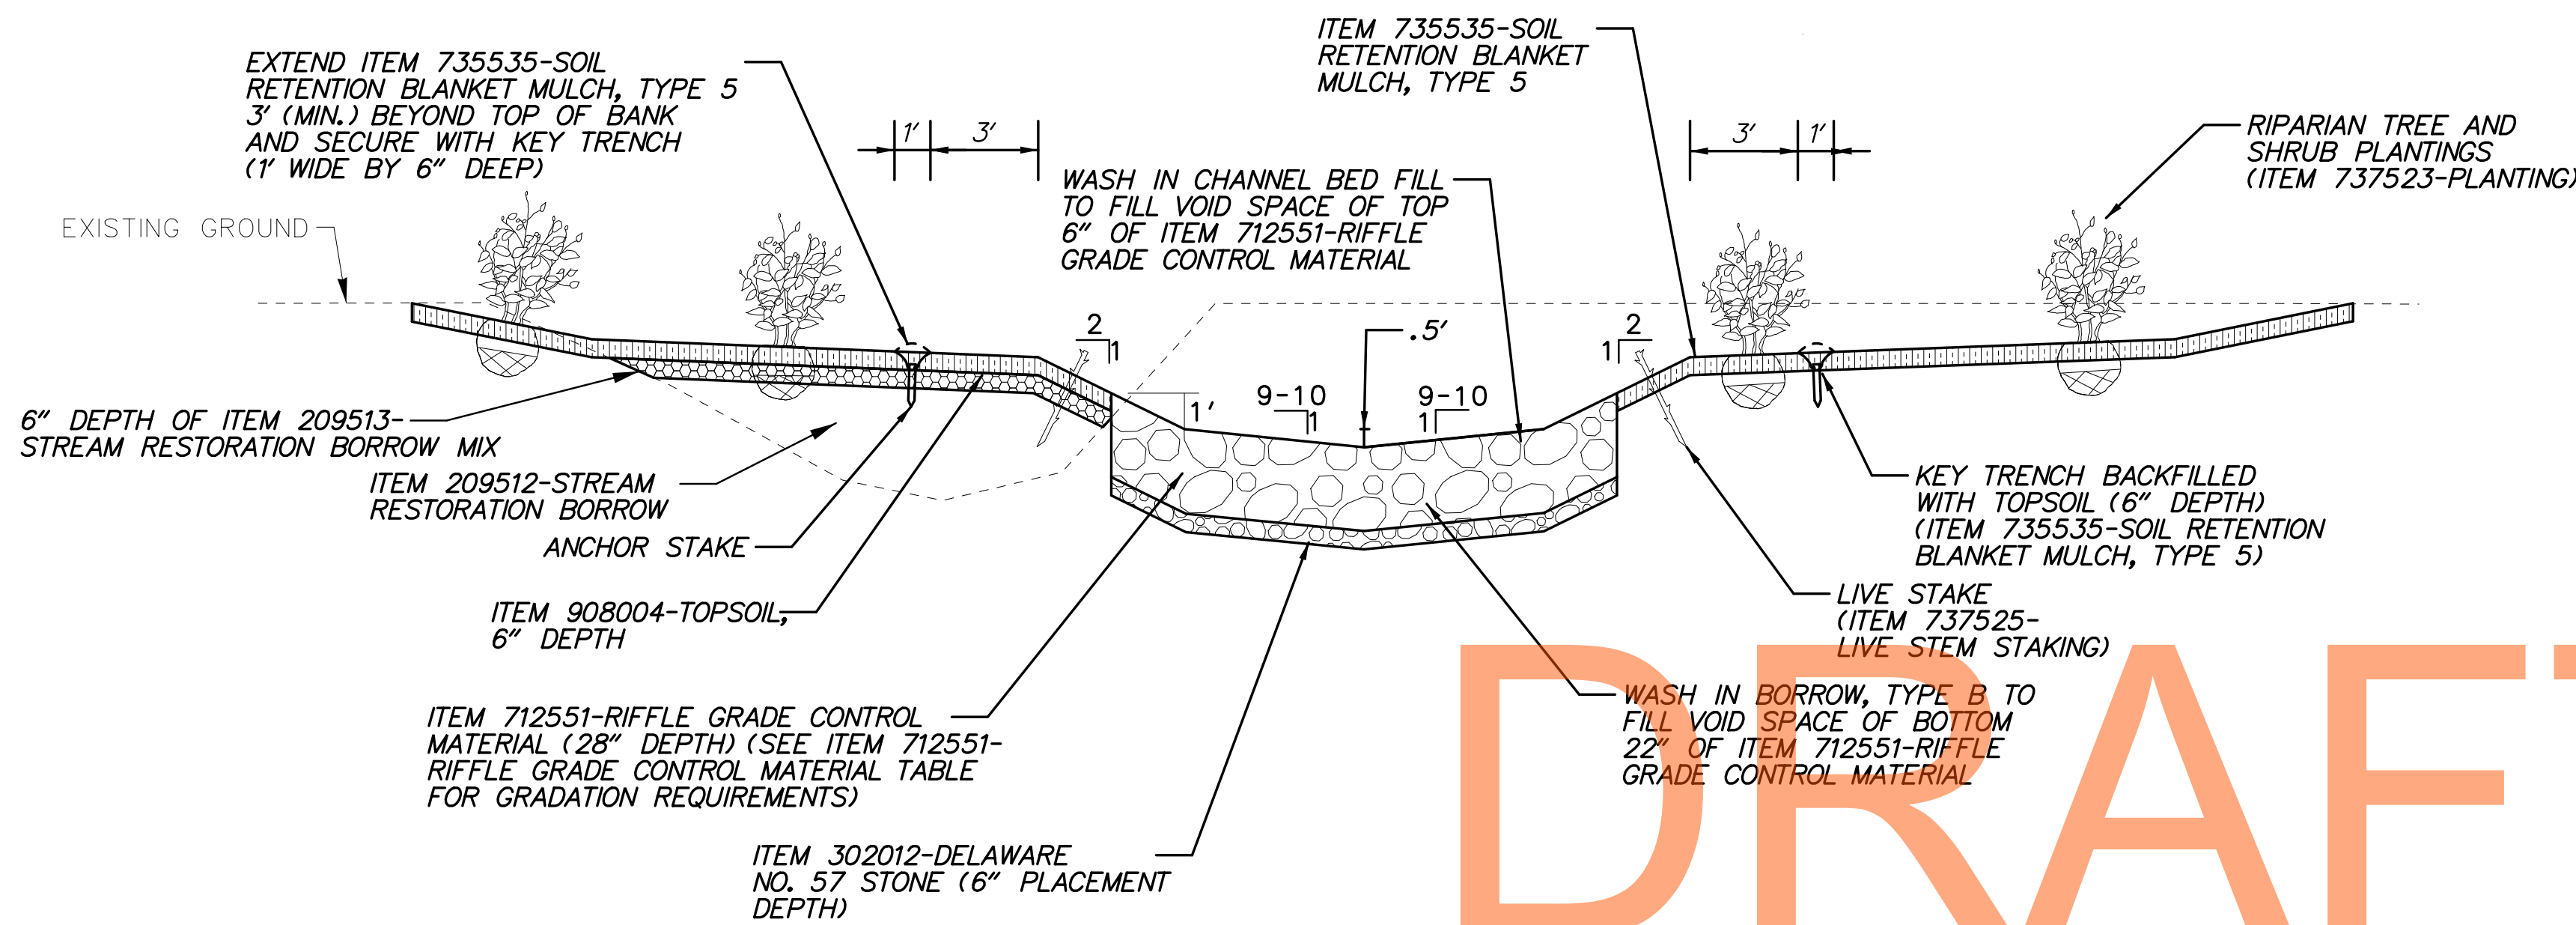 EXTEND ITEM 735535-SOIL
RETENTION BLANKET MULCH, TYPE 5
3' (MIN.) BEYOND TOP OF BANK
AND SECURE WITH KEY TRENCH
(1' WIDE BY 6" DEEP)
ITEM 735535-SOIL
RETENTION BLANKET
MULCH, TYPE 5
1'
3'
3'
1'
RIPARIAN TREE AND
SHRUB PLANTINGS
(ITEM 737523-PLANTING)
WASH IN CHANNEL BED FILL
TO FILL VOID SPACE OF TOP
6" OF ITEM 712551-RIFFLE
GRADE CONTROL MATERIAL
EXISTING GROUND
2
1
.5'
2
1
1'
9-10
1
9-10
1
6" DEPTH OF ITEM 209513-
STREAM RESTORATION BORROW MIX
ITEM 209512-STREAM
RESTORATION BORROW
ANCHOR STAKE
ITEM 908004-TOPSOIL,
6" DEPTH
KEY TRENCH BACKFILLED
WITH TOPSOIL (6" DEPTH)
(ITEM 735535-SOIL RETENTION
BLANKET MULCH, TYPE 5)
LIVE STAKE
(ITEM 737525-
LIVE STEM STAKING)
ITEM 712551-RIFFLE GRADE CONTROL
MATERIAL (28" DEPTH) (SEE ITEM 712551-
RIFFLE GRADE CONTROL MATERIAL TABLE
FOR GRADATION REQUIREMENTS)
WASH IN BORROW, TYPE B TO
FILL VOID SPACE OF BOTTOM
22" OF ITEM 712551-RIFFLE
GRADE CONTROL MATERIAL
ITEM 302012-DELAWARE
NO. 57 STONE (6" PLACEMENT
DEPTH)
DRAFT